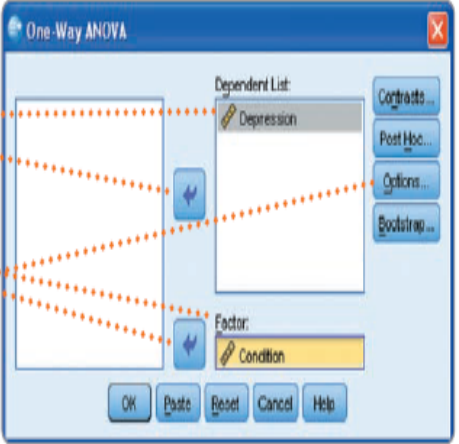 One-Way ANOVA
Dependent List:
Depression
Contrasts...
Post Hoc...
Options...
Bootstrap...
Factor:
Condition
OK
Paste
Reset
Cancel
Help